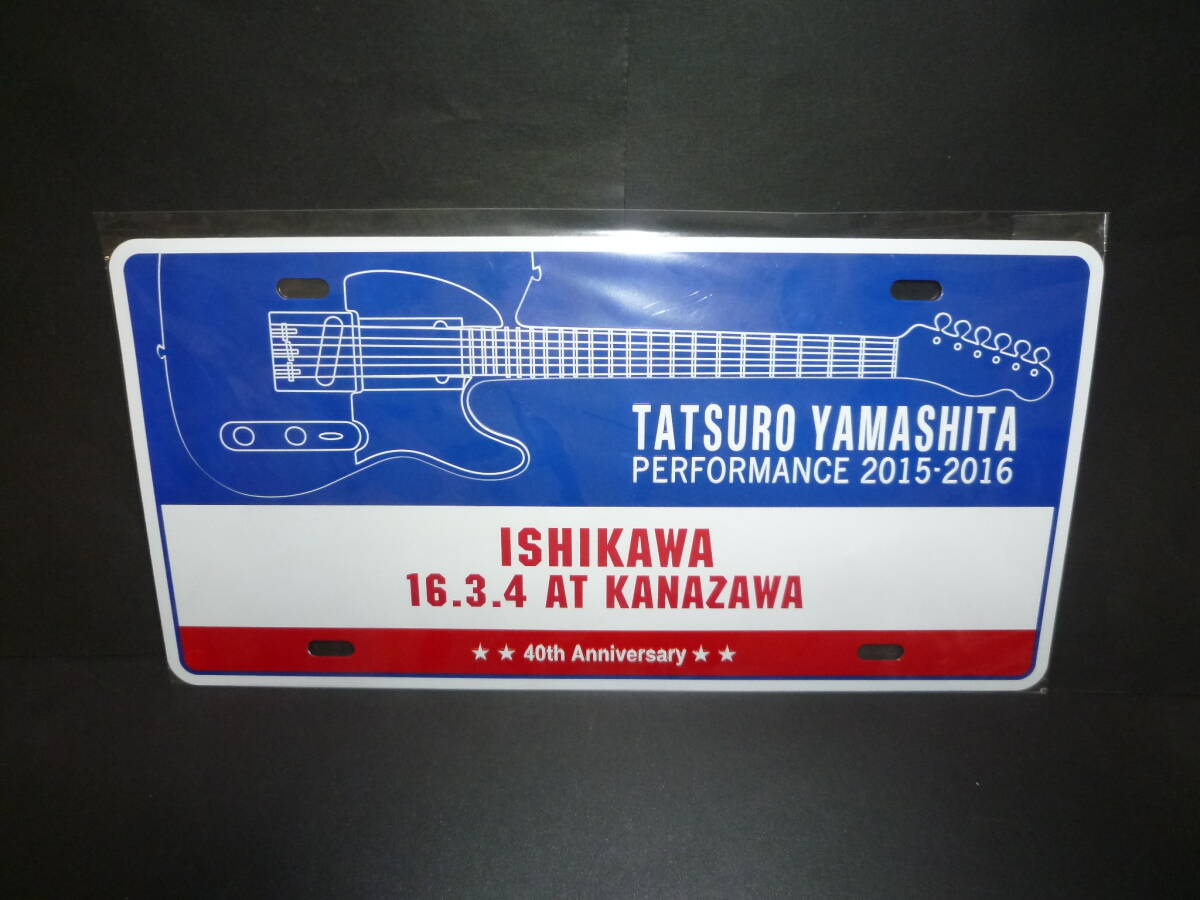 TATSURO YAMASHITA
PERFORMANCE 2015-2016
ISHIKAWA
16.3.4 AT KANAZAWA
★ ★ 40th Anniversary ★ ★